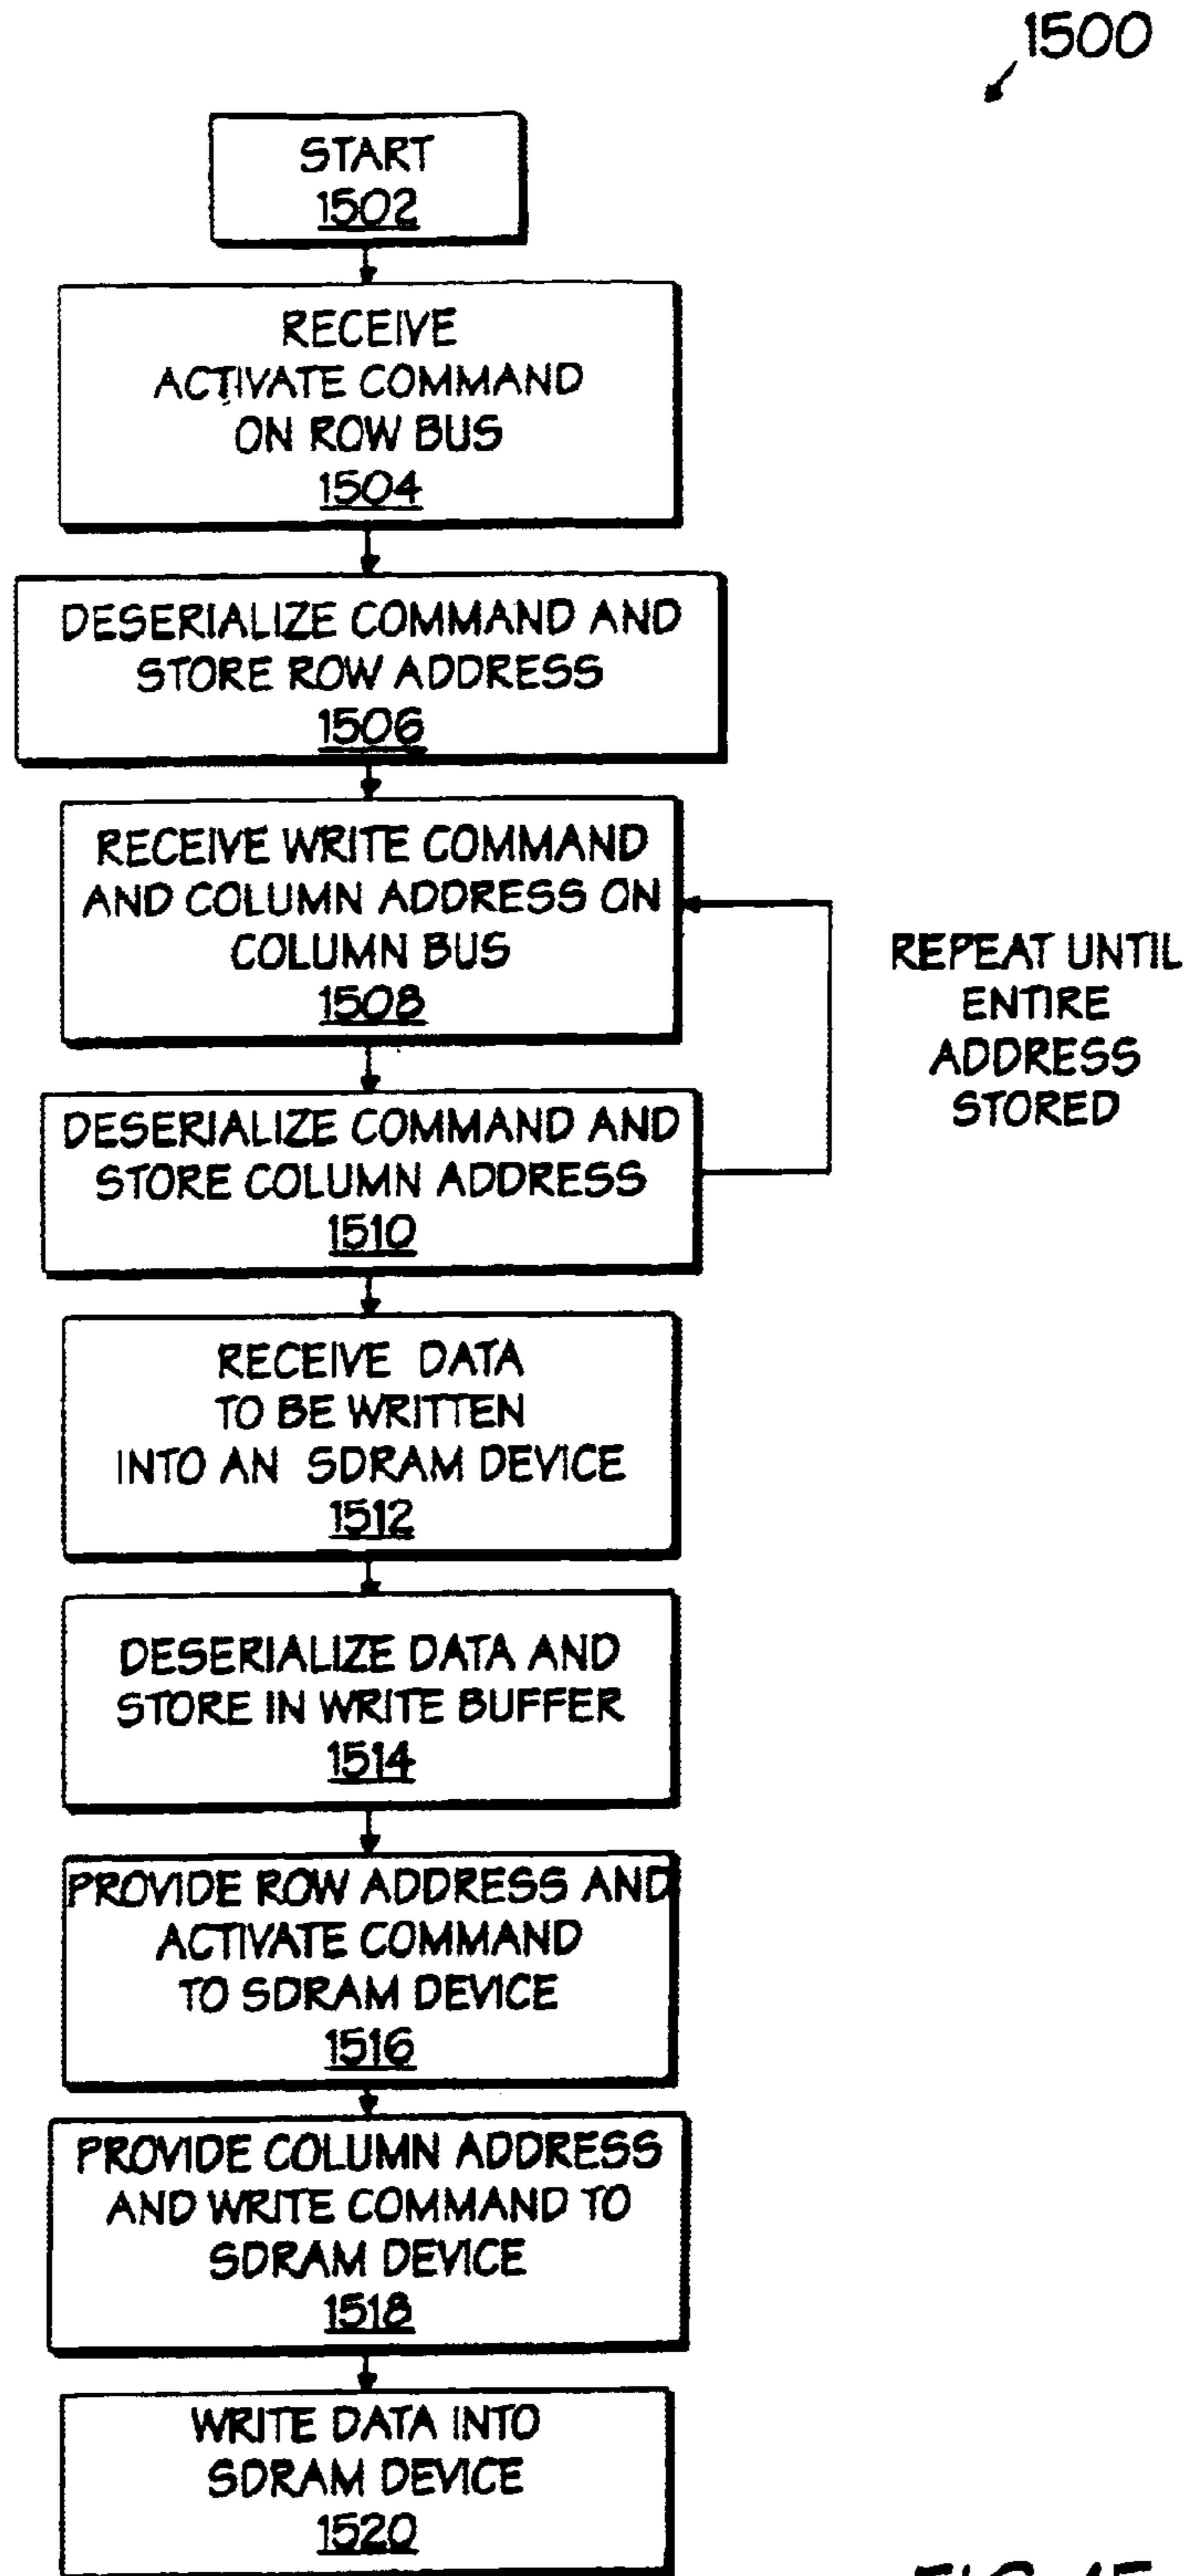 1500
START
1502
RECEIVE
ACTIVATE COMMAND
ON ROW BUS
1504
DESERIALIZE COMMAND AND
STORE ROW ADDRESS
1506
RECEIVE WRITE COMMAND
AND COLUMN ADDRESS ON
COLUMN BUS
1508
REPEAT UNTIL
ENTIRE
ADDRESS
STORED
DESERIALIZE COMMAND AND
STORE COLUMN ADDRESS
1510
RECEIVE DATA
TO BE WRITTEN
INTO AN SDRAM DEVICE
1512
DESERIALIZE DATA AND
STORE IN WRITE BUFFER
1514
PROVIDE ROW ADDRESS AND
ACTIVATE COMMAND
TO SDRAM DEVICE
1516
PROVIDE COLUMN ADDRESS
AND WRITE COMMAND TO
SDRAM DEVICE
1518
WRITE DATA INTO
SDRAM DEVICE
1520